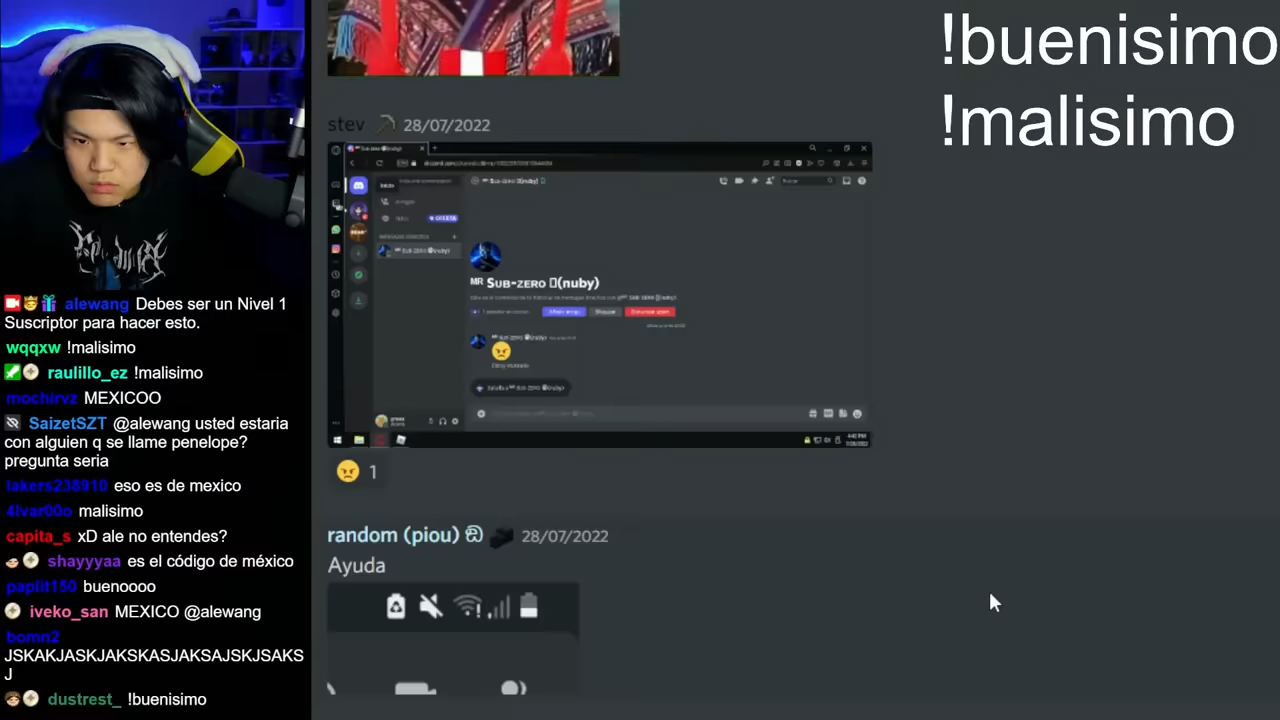 !buenisimo
!malisimo
stev 28/07/2022
MR SUB-ZERO (nuby)
😠 1
random (piou) 28/07/2022
Ayuda
alewang Debes ser un Nivel 1
Suscriptor para hacer esto.
wqqxw !malisimo
raulillo_ez !malisimo
mochirvz MEXICOO
SaizetSZT @alewang usted estaria
con alguien q se llame penelope?
pregunta seria
lakers238910 eso es de mexico
4lvar00o malisimo
capita_s xD ale no entendes?
shayyyaa es el código de méxico
paplit150 buenoooo
iveko_san MEXICO @alewang
bomn2
JSKAKJASKJAKSKASJAKSAJSKJSAKS
J
dustrest_ !buenisimo